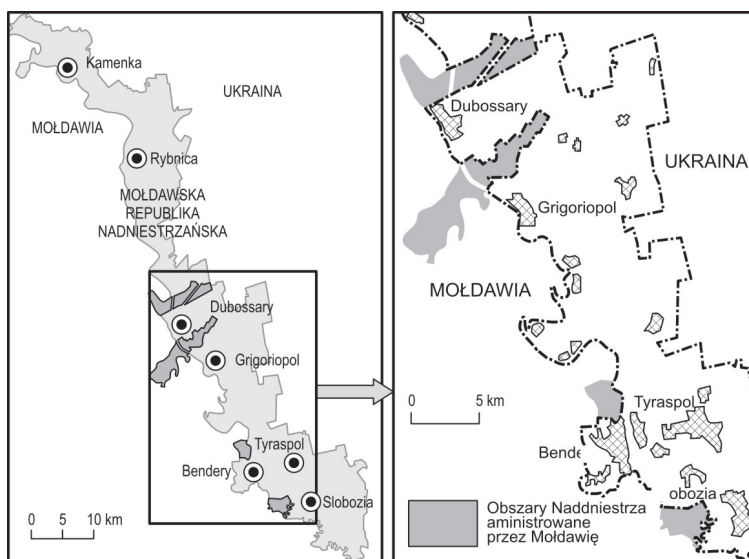 Kamenka
UKRAINA
MOŁDAWIA
Rybnica
MOŁDAWSKA
REPUBLIKA
NADNIESTRZAŃSKA
Dubossary
Grigoriopol
Tyraspol
Bendery
Slobozia
0 5 10 km
Dubossary
UKRAINA
Grigoriopol
MOŁDAWIA
0 5 km
Tyraspol
Bende
obozia
Obszary Naddniestrza
aministrowane
przez Mołdawię